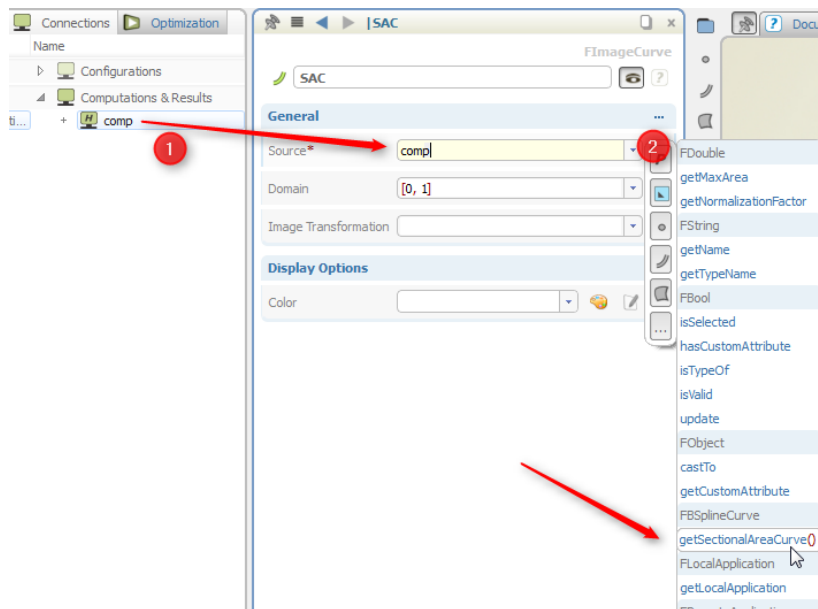 Connections
Optimization
Name
Configurations
Computations & Results
ti...
comp
1
|SAC
FImageCurve
SAC
?
General
...
Source*
comp
2
Domain
[0, 1]
Image Transformation
Display Options
Color
...
?
Docu
FDouble
getMaxArea
getNormalizationFactor
FString
getName
getTypeName
FBool
isSelected
hasCustomAttribute
isTypeOf
isValid
update
FObject
castTo
getCustomAttribute
FBSplineCurve
getSectionalAreaCurve()
FLocalApplication
getLocalApplication